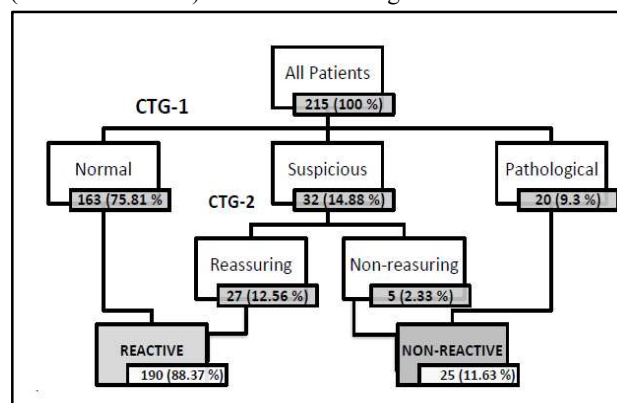 All Patients
215 (100 %)
CTG-1
Normal
Suspicious
Pathological
163 (75.81 %
32 (14.88 %)
20 (9.3 %)
CTG-2
Reassuring
Non-reasuring
27 (12.56 %)
5 (2.33 %)
REACTIVE
NON-REACTIVE
190 (88.37 %)
25 (11.63 %)